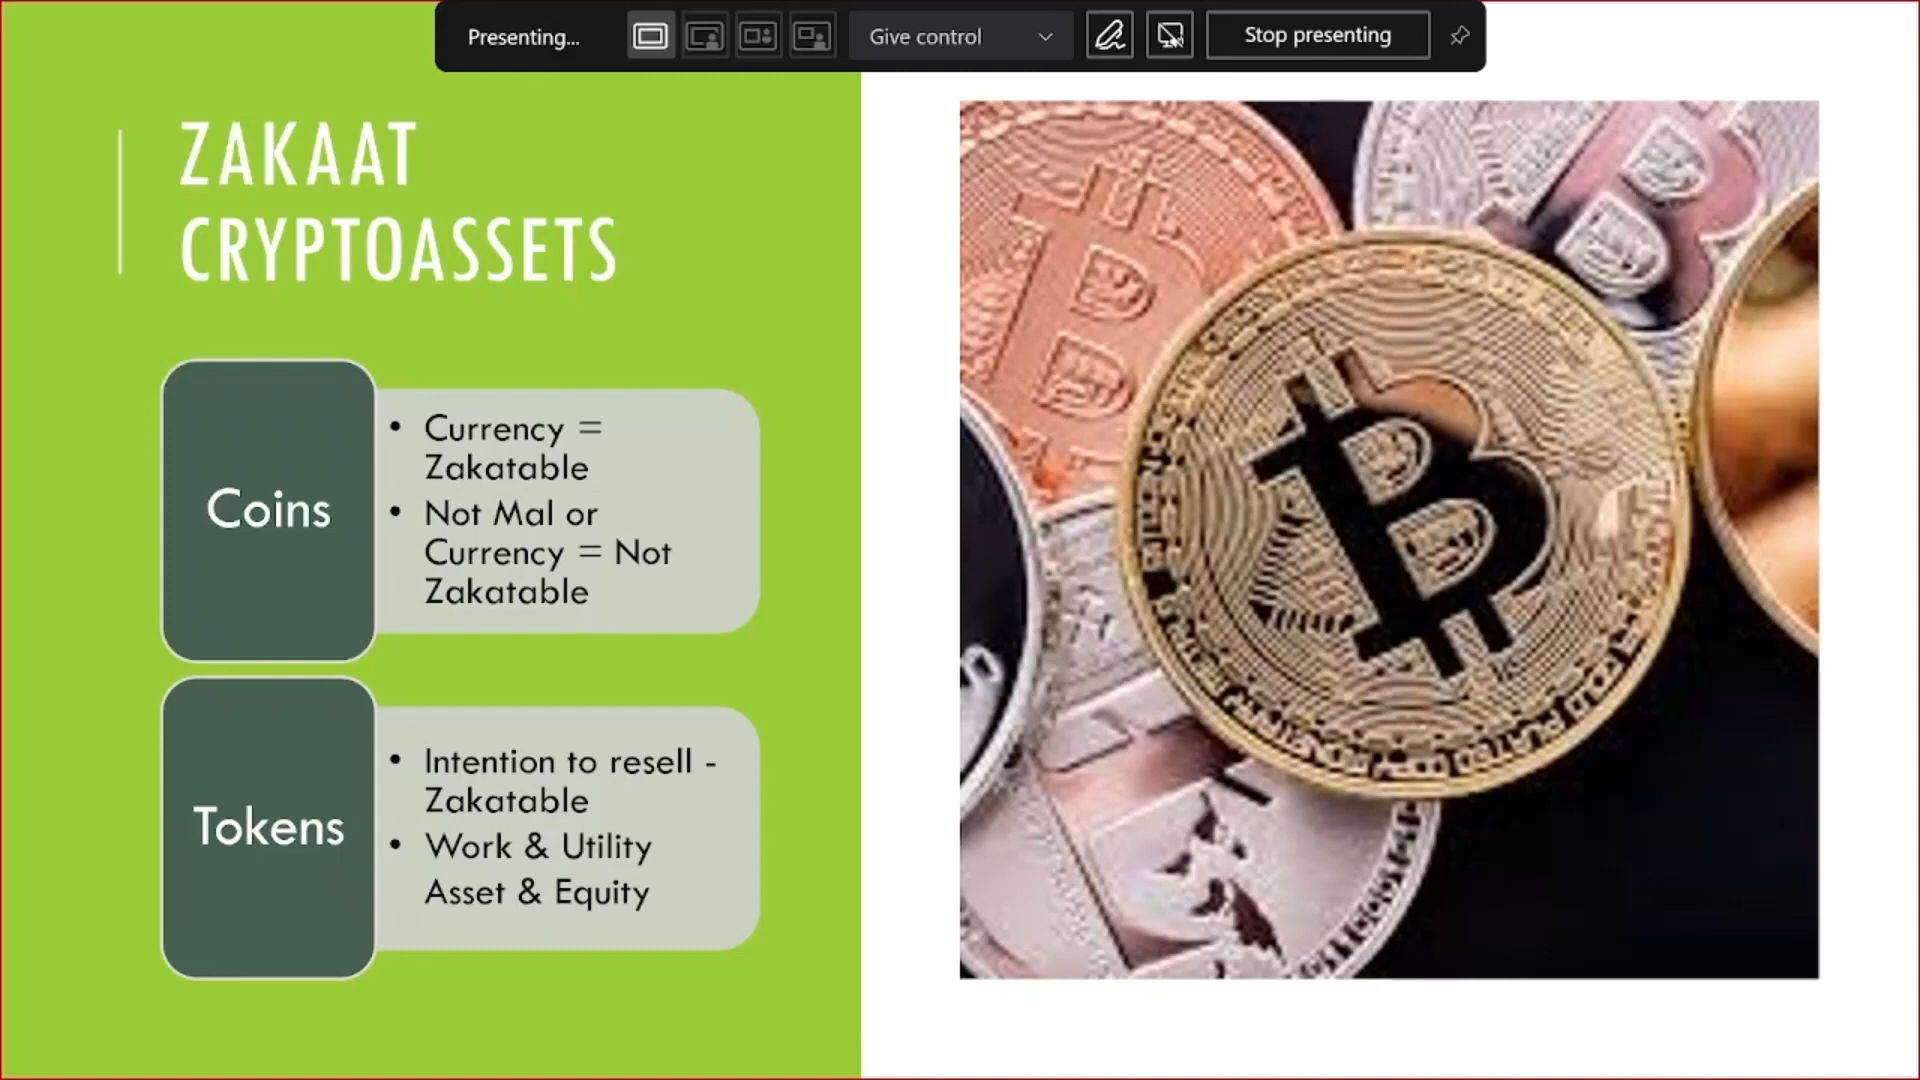 Presenting...
Give control
Stop presenting
ZAKAAT
CRYPTOASSETS
Coins
• Currency =
Zakatable
• Not Mal or
Currency = Not
Zakatable
Tokens
• Intention to resell -
Zakatable
• Work & Utility
Asset & Equity